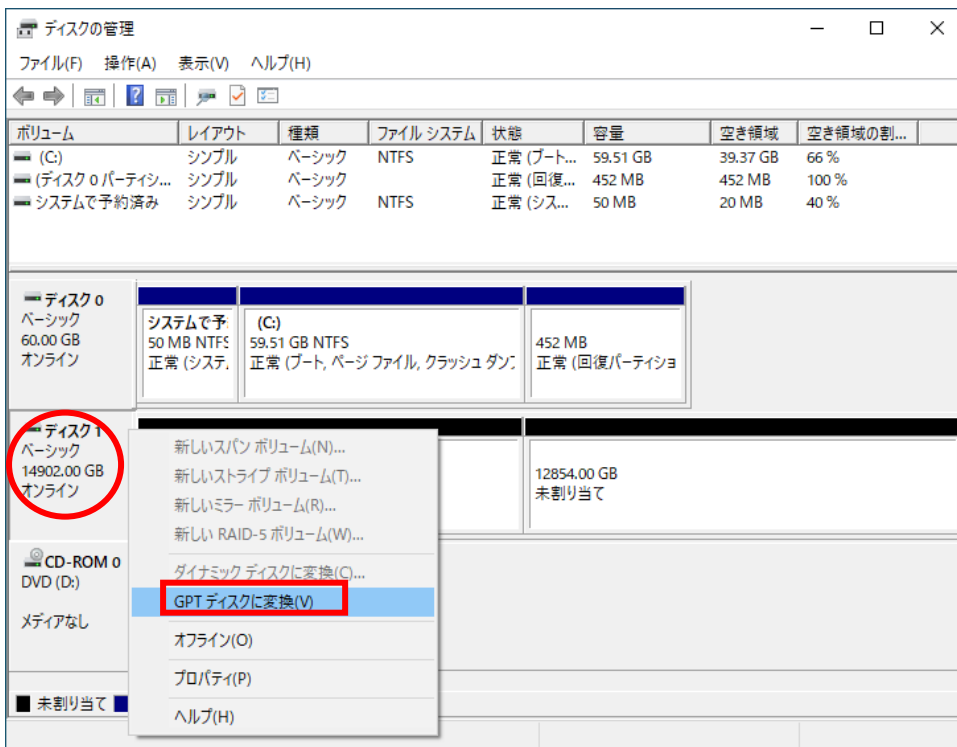 ディスクの管理
ファイル(F) 操作(A) 表示(V) ヘルプ(H)
ボリューム レイアウト 種類 ファイル システム 状態 容量 空き領域 空き領域の割...
(C:) シンプル ベーシック NTFS 正常 (ブート... 59.51 GB 39.37 GB 66 %
(ディスク 0 パーティシ... シンプル ベーシック 正常 (回復... 452 MB 452 MB 100 %
システムで予約済み シンプル ベーシック NTFS 正常 (シス... 50 MB 20 MB 40 %
ディスク 0
ベーシック
60.00 GB
オンライン
システムで予
50 MB NTFS
正常 (システ
(C:)
59.51 GB NTFS
正常 (ブート, ページ ファイル, クラッシュ ダンプ
452 MB
正常 (回復パーティショ
ディスク 1
ベーシック
14902.00 GB
オンライン
12854.00 GB
未割り当て
新しいスパン ボリューム(N)...
新しいストライプ ボリューム(T)...
新しいミラー ボリューム(R)...
新しい RAID-5 ボリューム(W)...
ダイナミック ディスクに変換(C)...
GPT ディスクに変換(V)
オフライン(O)
プロパティ(P)
ヘルプ(H)
CD-ROM 0
DVD (D:)
メディアなし
未割り当て